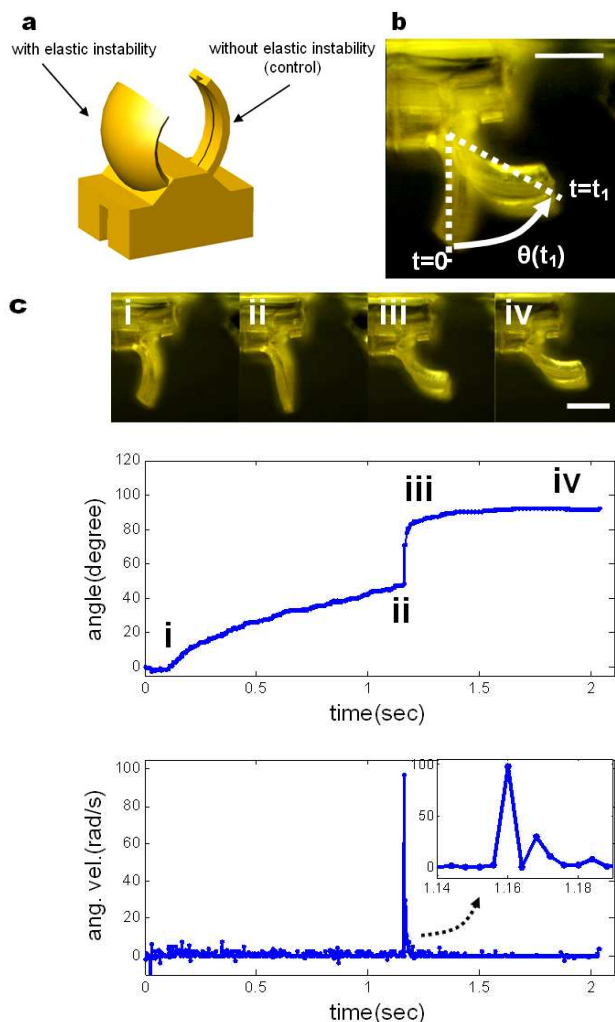 a
with elastic instability
without elastic instability
(control)
b
t=0
t=t1
θ(t1)
c
i
ii
iii
iv
120
100
80
60
40
20
0
angle(degree)
i
ii
iii
iv
0
0.5
1
1.5
2
time(sec)
100
80
60
40
20
0
ang. vel.(rad/s)
100
50
0
1.14
1.16
1.18
0
0.5
1
1.5
2
time(sec)